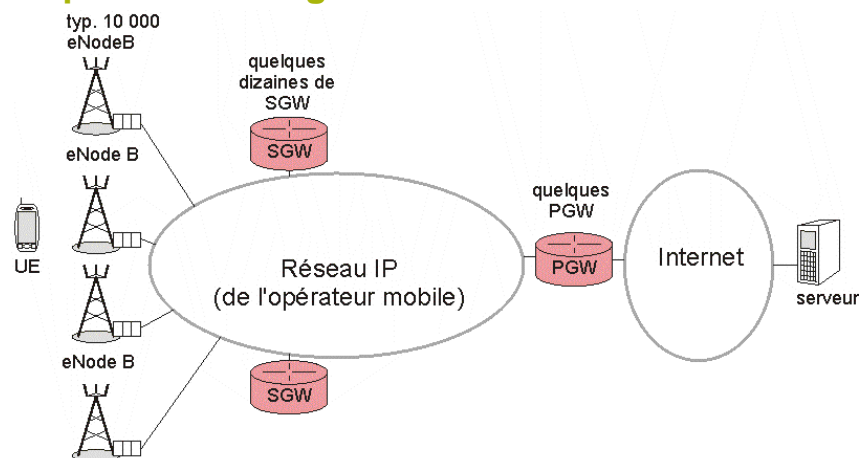 typ. 10 000
eNodeB
quelques
dizaines de
SGW
SGW
eNode B
quelques
PGW
UE
Réseau IP
(de l'opérateur mobile)
PGW
Internet
serveur
eNode B
SGW